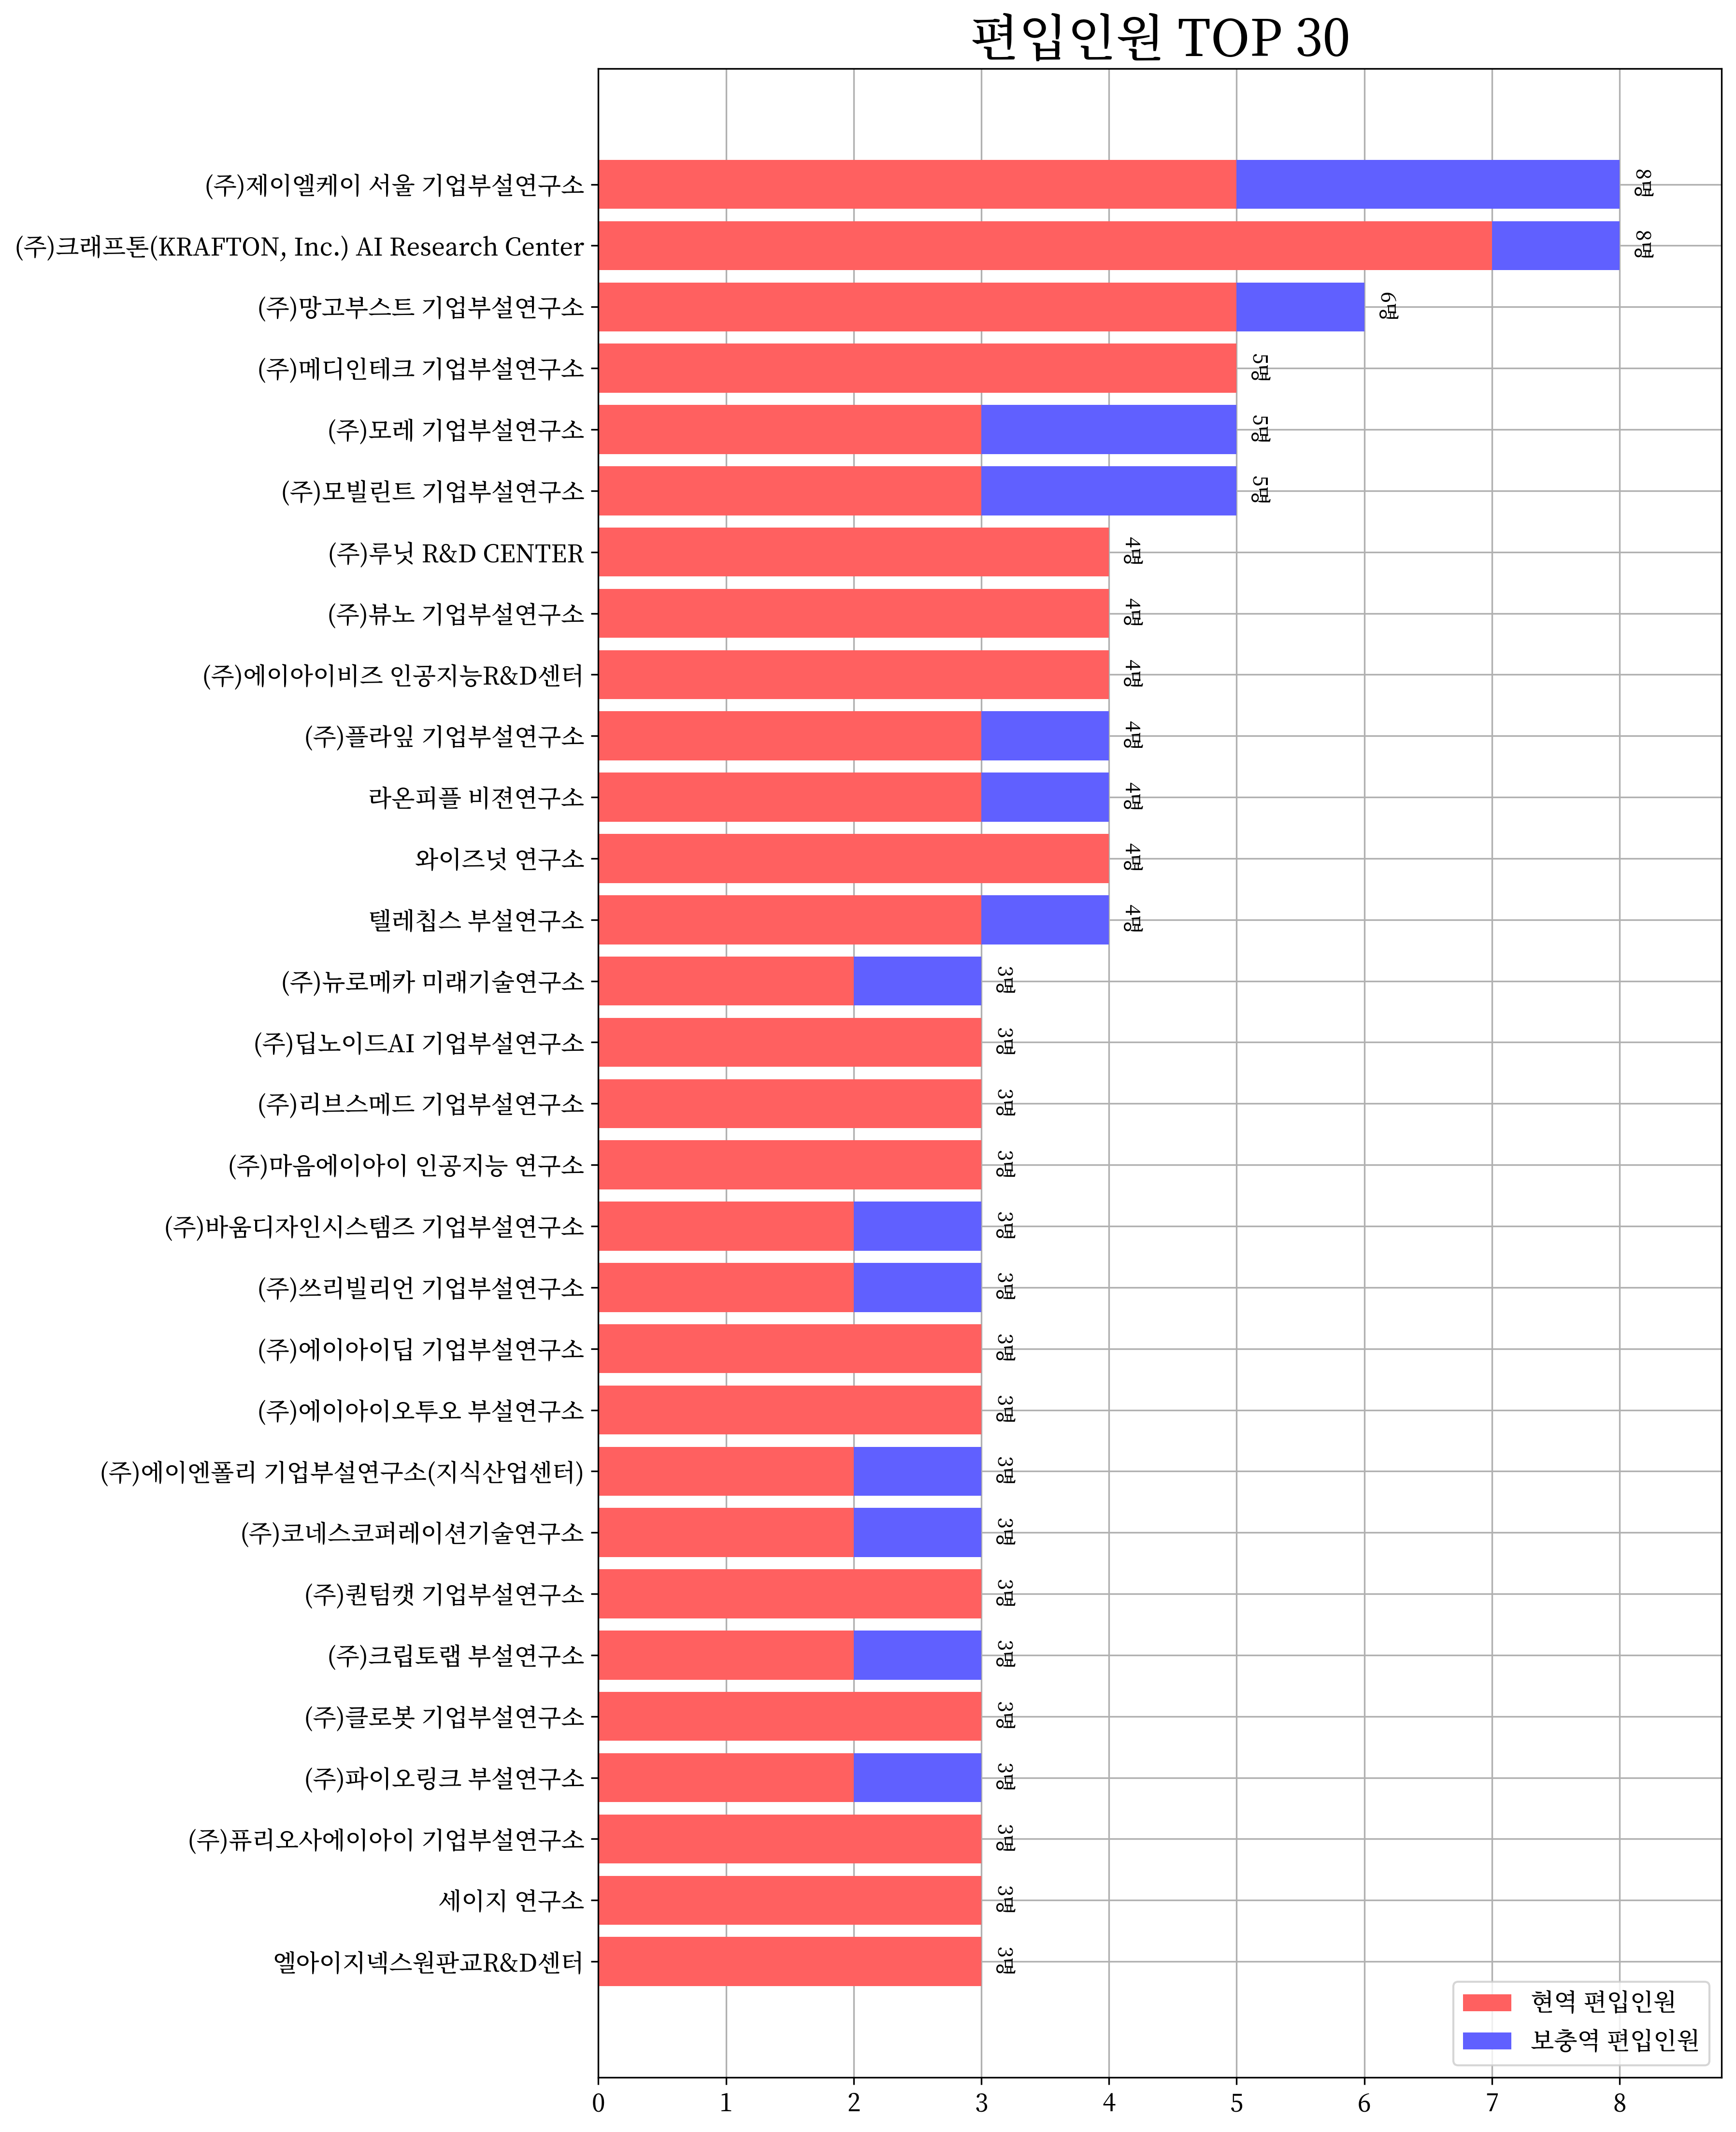 편입인원 TOP 30
(주)제이엘케이 서울 기업부설연구소 8명
(주)크래프톤(KRAFTON, Inc.) AI Research Center 8명
(주)망고부스트 기업부설연구소 6명
(주)메디인테크 기업부설연구소 5명
(주)모레 기업부설연구소 5명
(주)모빌린트 기업부설연구소 5명
(주)루닛 R&D CENTER 4명
(주)뷰노 기업부설연구소 4명
(주)에이아이비즈 인공지능R&D센터 4명
(주)플라잎 기업부설연구소 4명
라온피플 비젼연구소 4명
와이즈넛 연구소 4명
텔레칩스 부설연구소 4명
(주)뉴로메카 미래기술연구소 3명
(주)딥노이드AI 기업부설연구소 3명
(주)리브스메드 기업부설연구소 3명
(주)마음에이아이 인공지능 연구소 3명
(주)바움디자인시스템즈 기업부설연구소 3명
(주)쓰리빌리언 기업부설연구소 3명
(주)에이아이딥 기업부설연구소 3명
(주)에이아이오투오 부설연구소 3명
(주)에이엔폴리 기업부설연구소(지식산업센터) 3명
(주)코네스코퍼레이션기술연구소 3명
(주)퀀텀캣 기업부설연구소 3명
(주)크립토랩 부설연구소 3명
(주)클로봇 기업부설연구소 3명
(주)파이오링크 부설연구소 3명
(주)퓨리오사에이아이 기업부설연구소 3명
세이지 연구소 3명
엘아이지넥스원판교R&D센터 3명
현역 편입인원
보충역 편입인원
0 1 2 3 4 5 6 7 8